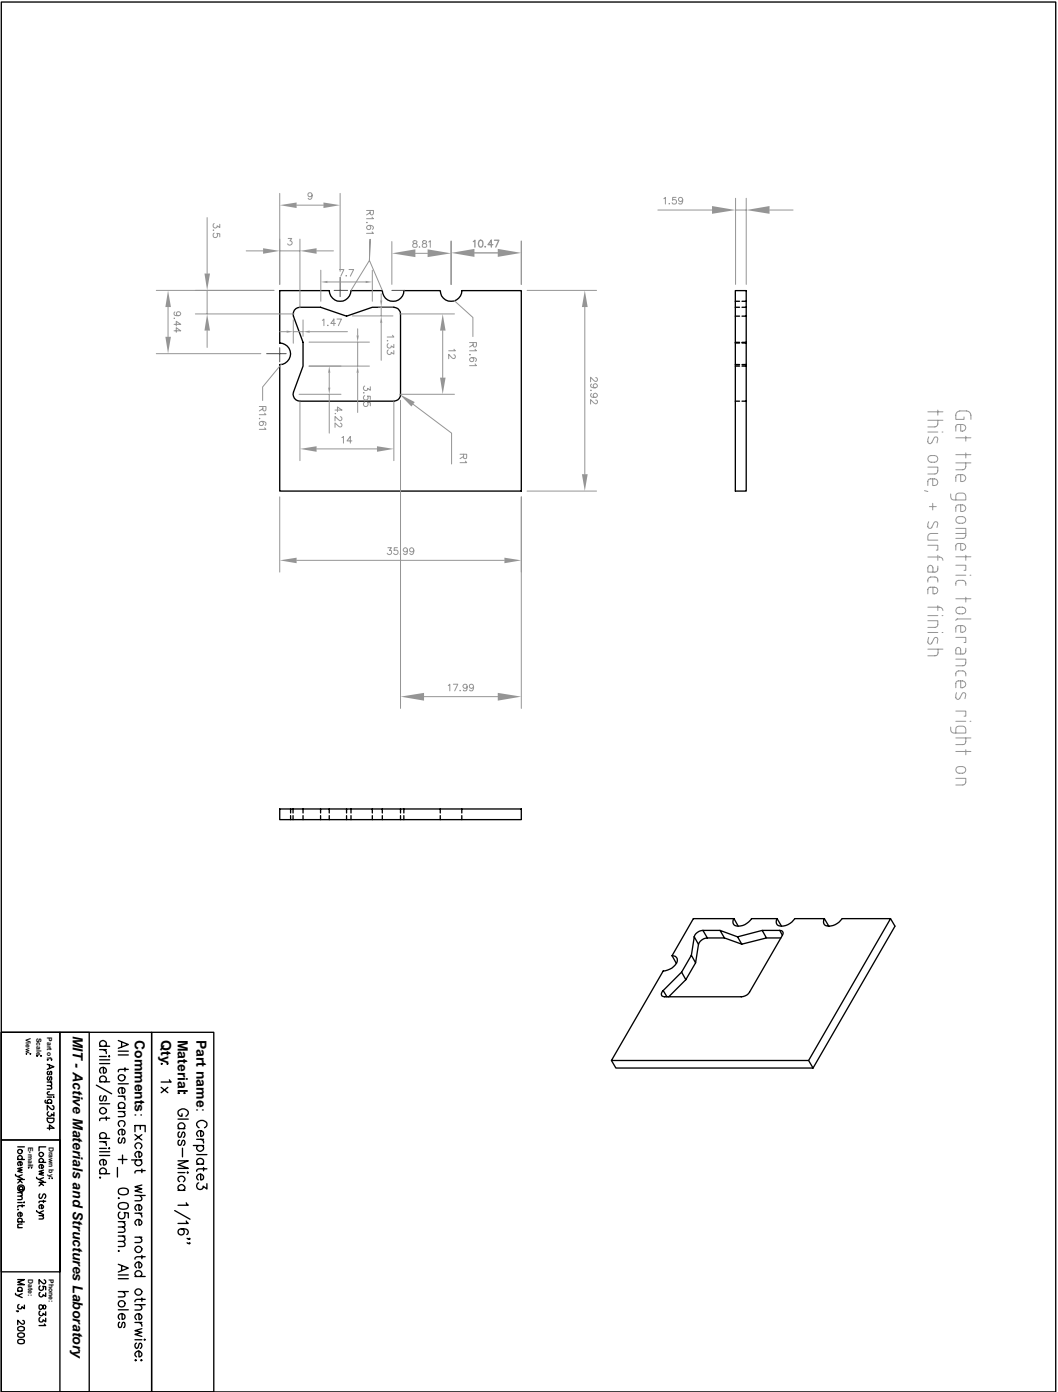 Get the geometric tolerances right on
this one, + surface finish
1.59
29.92
10.47
8.81
R1.61
R1.61
12
1.33
7.7
1.47
3.55
4.22
14
R1
9
3
3.5
9.44
R1.61
35.99
17.99
Part name: Cerplate3
Material: Glass-Mica 1/16"
Qty: 1x
Comments: Except where noted otherwise:
All tolerances +_ 0.05mm. All holes
drilled/slot drilled.
MIT - Active Materials and Structures Laboratory
Part of: AssmJig23D4
Scale:
View:
Drawn by:
Lodewyk Steyn
E-mail:
lodewyk@mit.edu
Phone:
253 8331
Date:
May 3, 2000